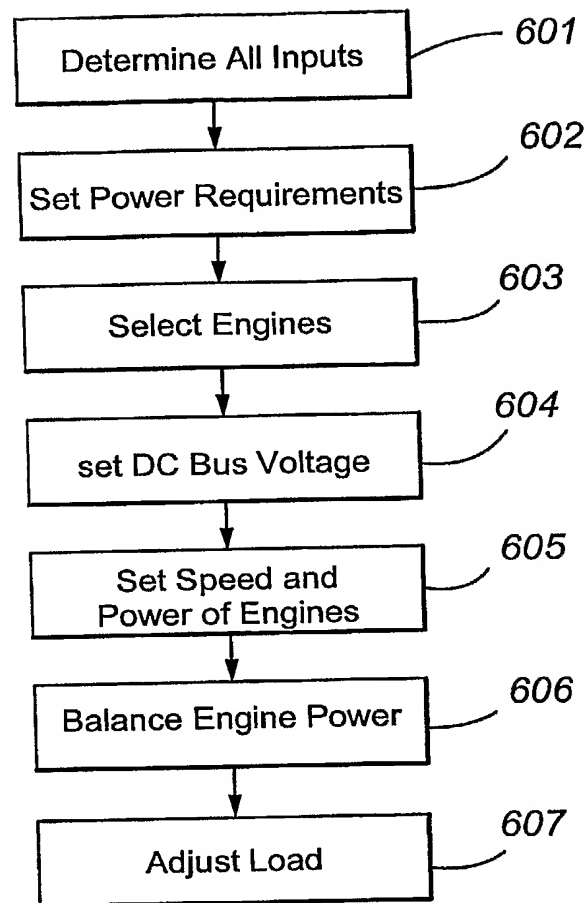 601
Determine All Inputs
602
Set Power Requirements
603
Select Engines
604
set DC Bus Voltage
605
Set Speed and
Power of Engines
606
Balance Engine Power
607
Adjust Load